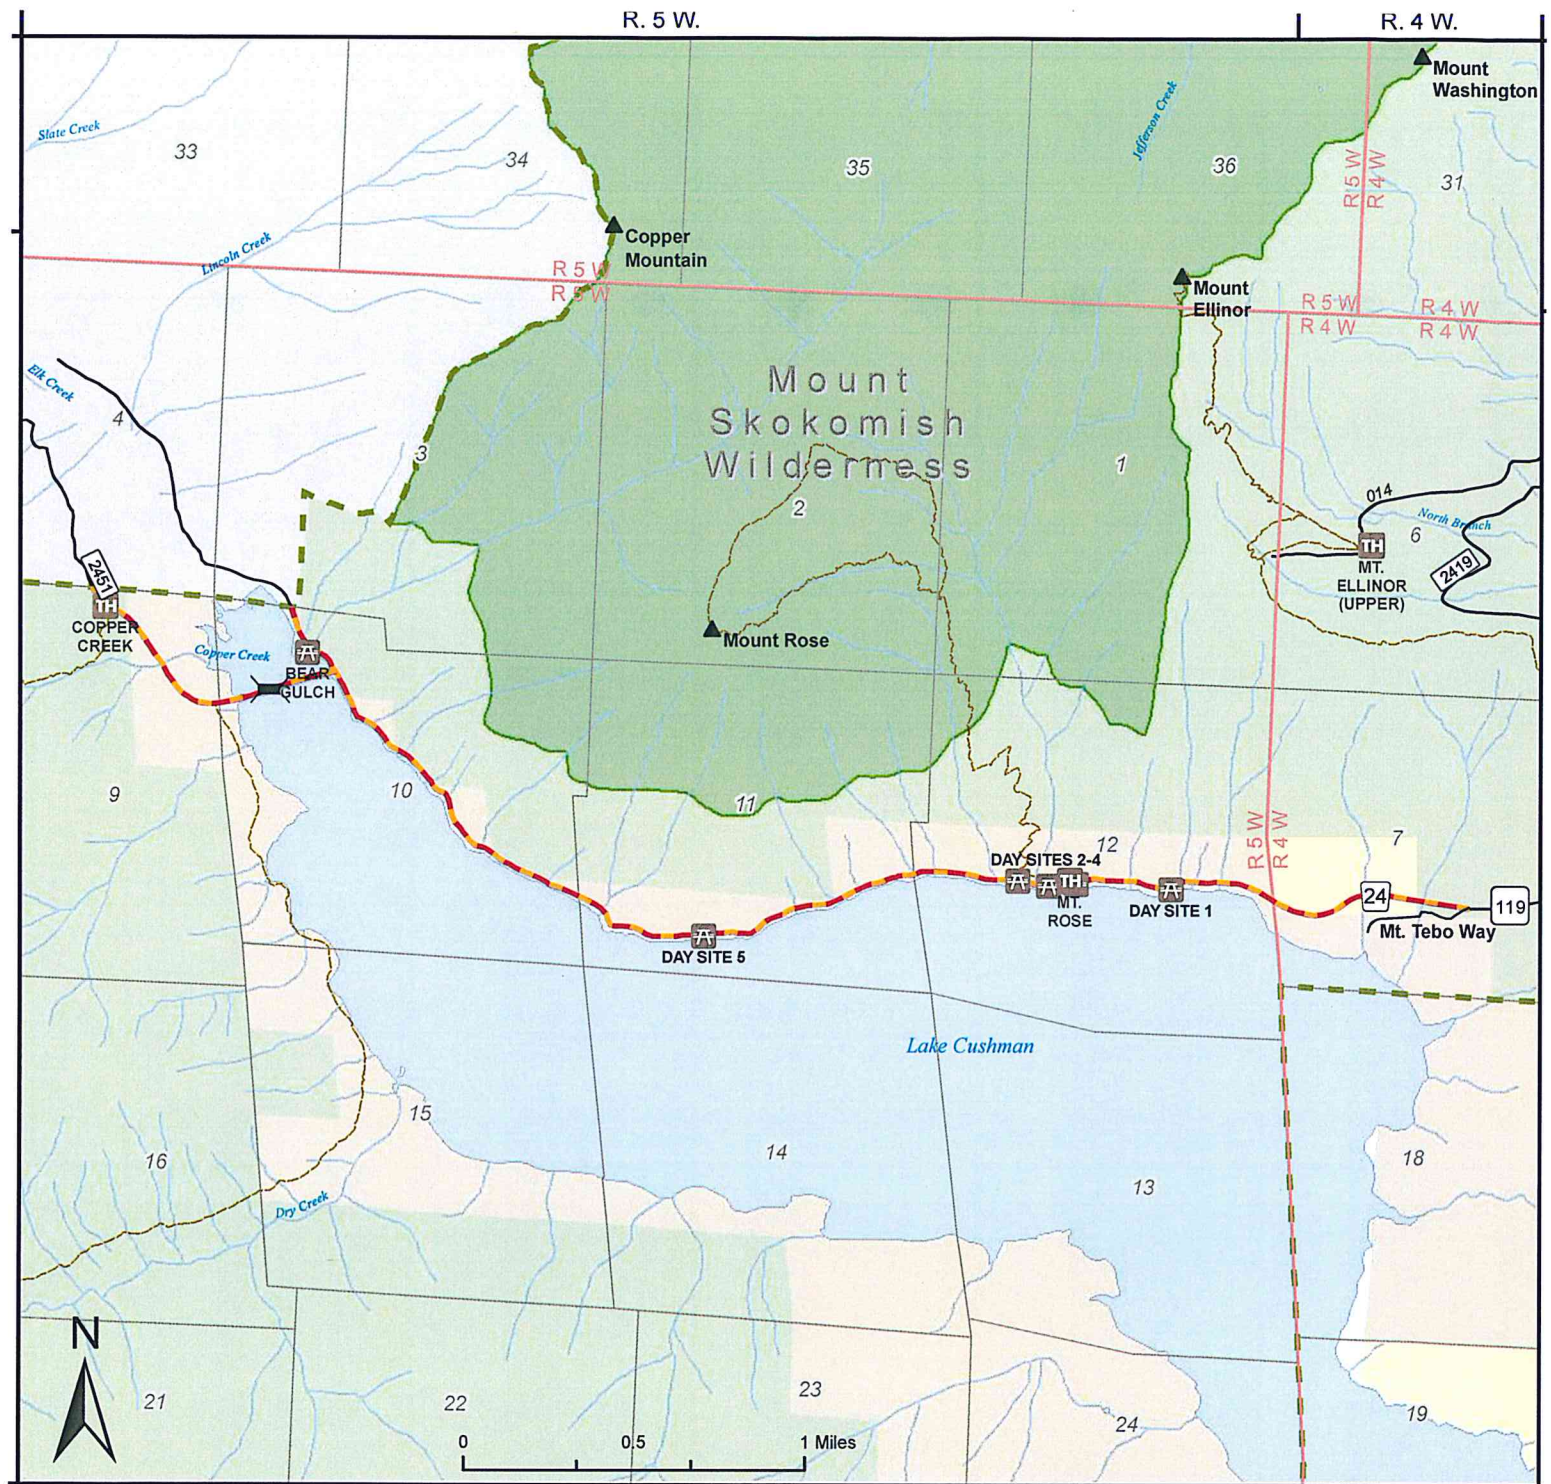 R. 5 W.
R. 4 W.
Mount
Washington
Slate Creek
33
34
35
Jefferson Creek
36
R 5 W
R 4 W
31
Copper
Mountain
Lincoln Creek
R 5 W
R 5 W
Mount
Ellinor
R 5 W
R 4 W
R 4 W
R 4 W
Elk Creek
4
3
Mount
Skokomish
Wilderness
1
2
014
North Branch
6
TH
MT.
ELLINOR
(UPPER)
2419
2451
TH
COPPER
CREEK
Copper Creek
BEAR
GULCH
Mount Rose
9
10
11
12
R 5 W
R 4 W
7
DAY SITES 2-4
TH
MT.
ROSE
DAY SITE 1
24
119
Mt. Tebo Way
DAY SITE 5
Lake Cushman
15
14
13
16
18
Dry Creek
N
21
22
23
24
19
0
0.5
1 Miles